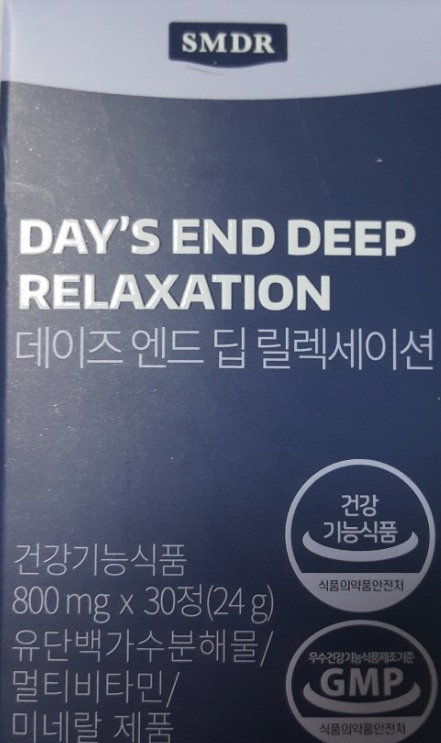 SMDR
DAY'S END DEEP
RELAXATION
데이즈 엔드 딥 릴렉세이션
건강
기능식품
식품의약품안전처
건강기능식품
800 mg x 30정(24 g)
유단백가수분해물/
멀티비타민/
미네랄 제품
우수건강기능식품제조기준
GMP
식품의약품안전처